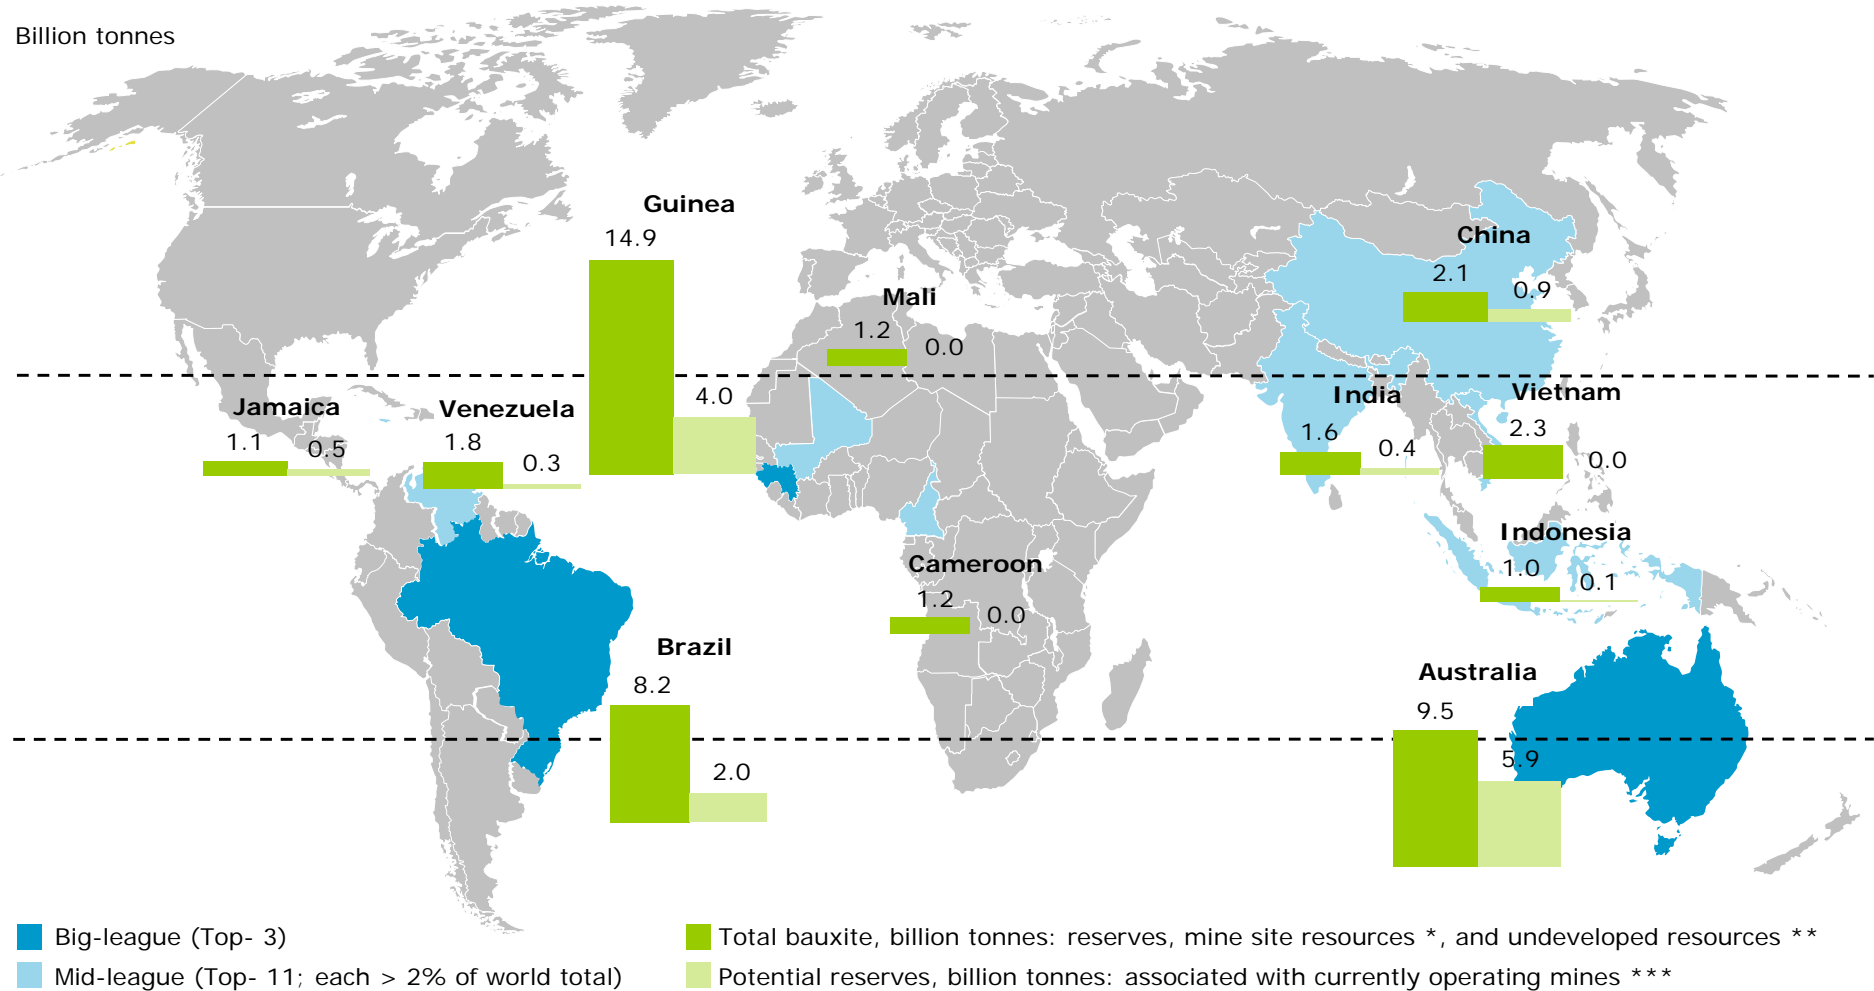 Billion tonnes
Guinea
14.9
4.0
China
2.1
0.9
Mali
1.2
0.0
Jamaica
1.1
0.5
Venezuela
1.8
0.3
India
1.6
0.4
Vietnam
2.3
0.0
Indonesia
1.0
0.1
Cameroon
1.2
0.0
Brazil
8.2
2.0
Australia
9.5
5.9
Big-league (Top- 3)
Mid-league (Top- 11; each > 2% of world total)
Total bauxite, billion tonnes: reserves, mine site resources *, and undeveloped resources **
Potential reserves, billion tonnes: associated with currently operating mines ***